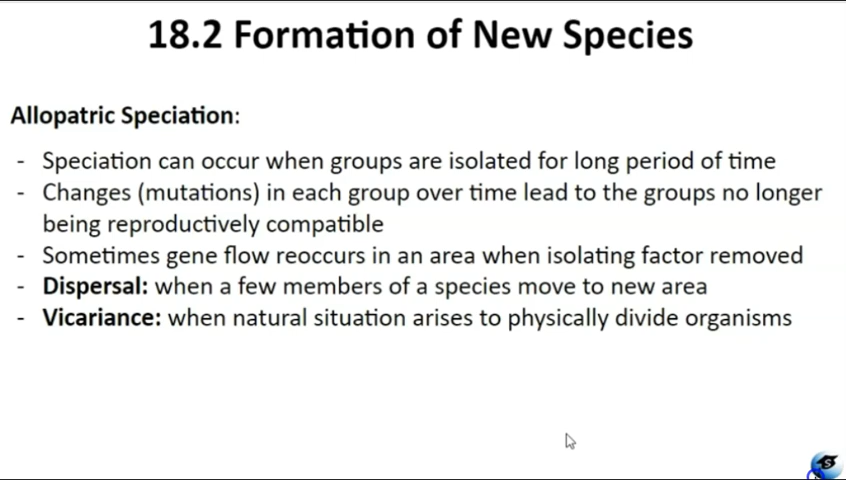 18.2 Formation of New Species
Allopatric Speciation:
- Speciation can occur when groups are isolated for long period of time
- Changes (mutations) in each group over time lead to the groups no longer
being reproductively compatible
- Sometimes gene flow reoccurs in an area when isolating factor removed
- Dispersal: when a few members of a species move to new area
- Vicariance: when natural situation arises to physically divide organisms